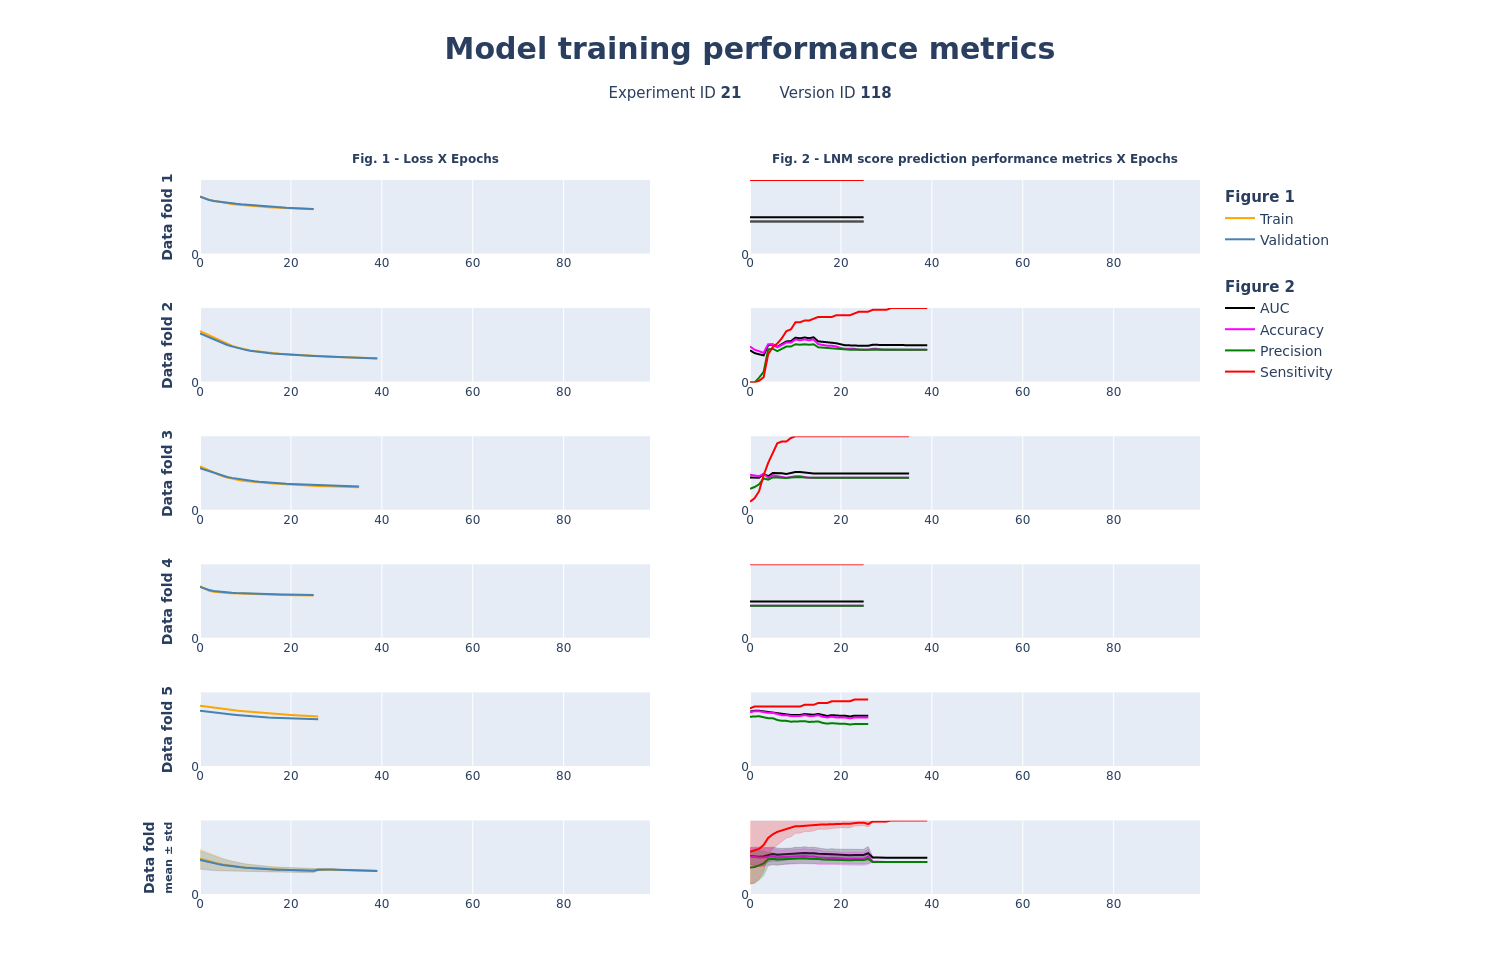 Model training performance metrics
Experiment ID 21 Version ID 118
Fig. 1 - Loss X Epochs
Fig. 2 - LNM score prediction performance metrics X Epochs
Data fold 1
0
0 20 40 60 80
0
0 20 40 60 80
Data fold 2
0
0 20 40 60 80
0
0 20 40 60 80
Data fold 3
0
0 20 40 60 80
0
0 20 40 60 80
Data fold 4
0
0 20 40 60 80
0
0 20 40 60 80
Data fold 5
0
0 20 40 60 80
0
0 20 40 60 80
Data fold
mean ± std
0
0 20 40 60 80
0
0 20 40 60 80
Figure 1
Train
Validation
Figure 2
AUC
Accuracy
Precision
Sensitivity